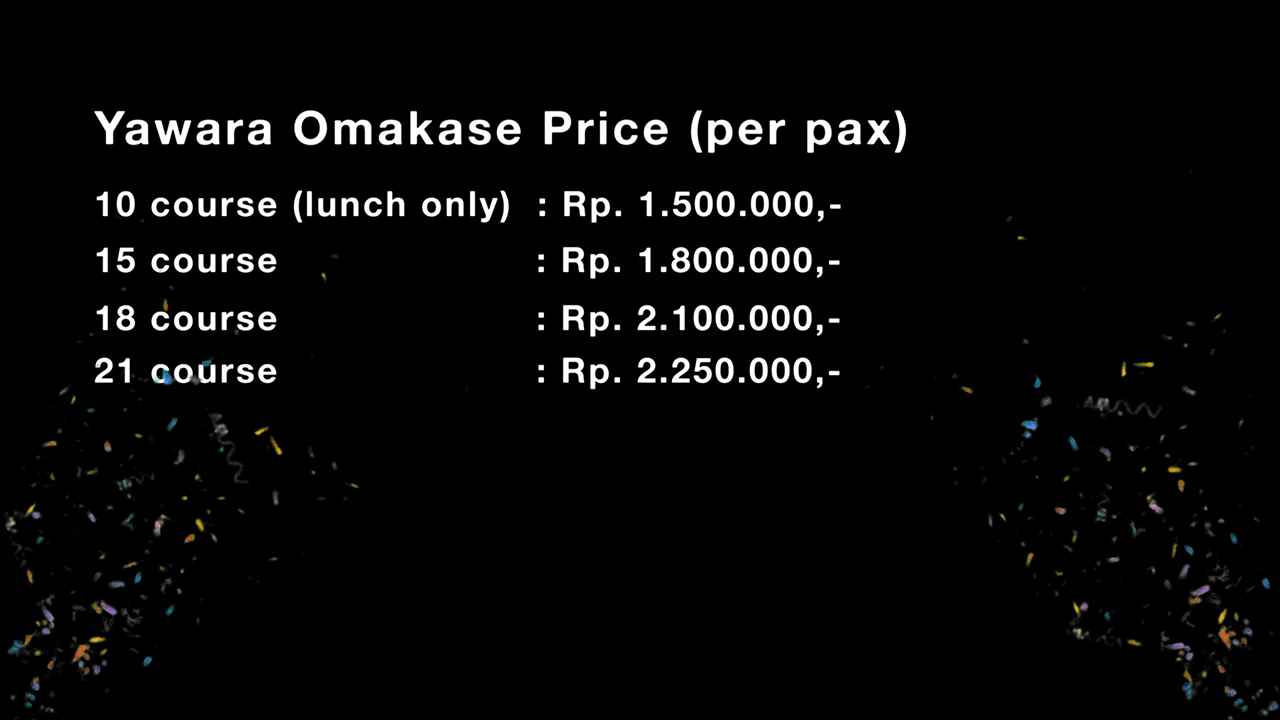 Yawara Omakase Price (per pax)
10 course (lunch only) : Rp. 1.500.000,-
15 course : Rp. 1.800.000,-
18 course : Rp. 2.100.000,-
21 course : Rp. 2.250.000,-